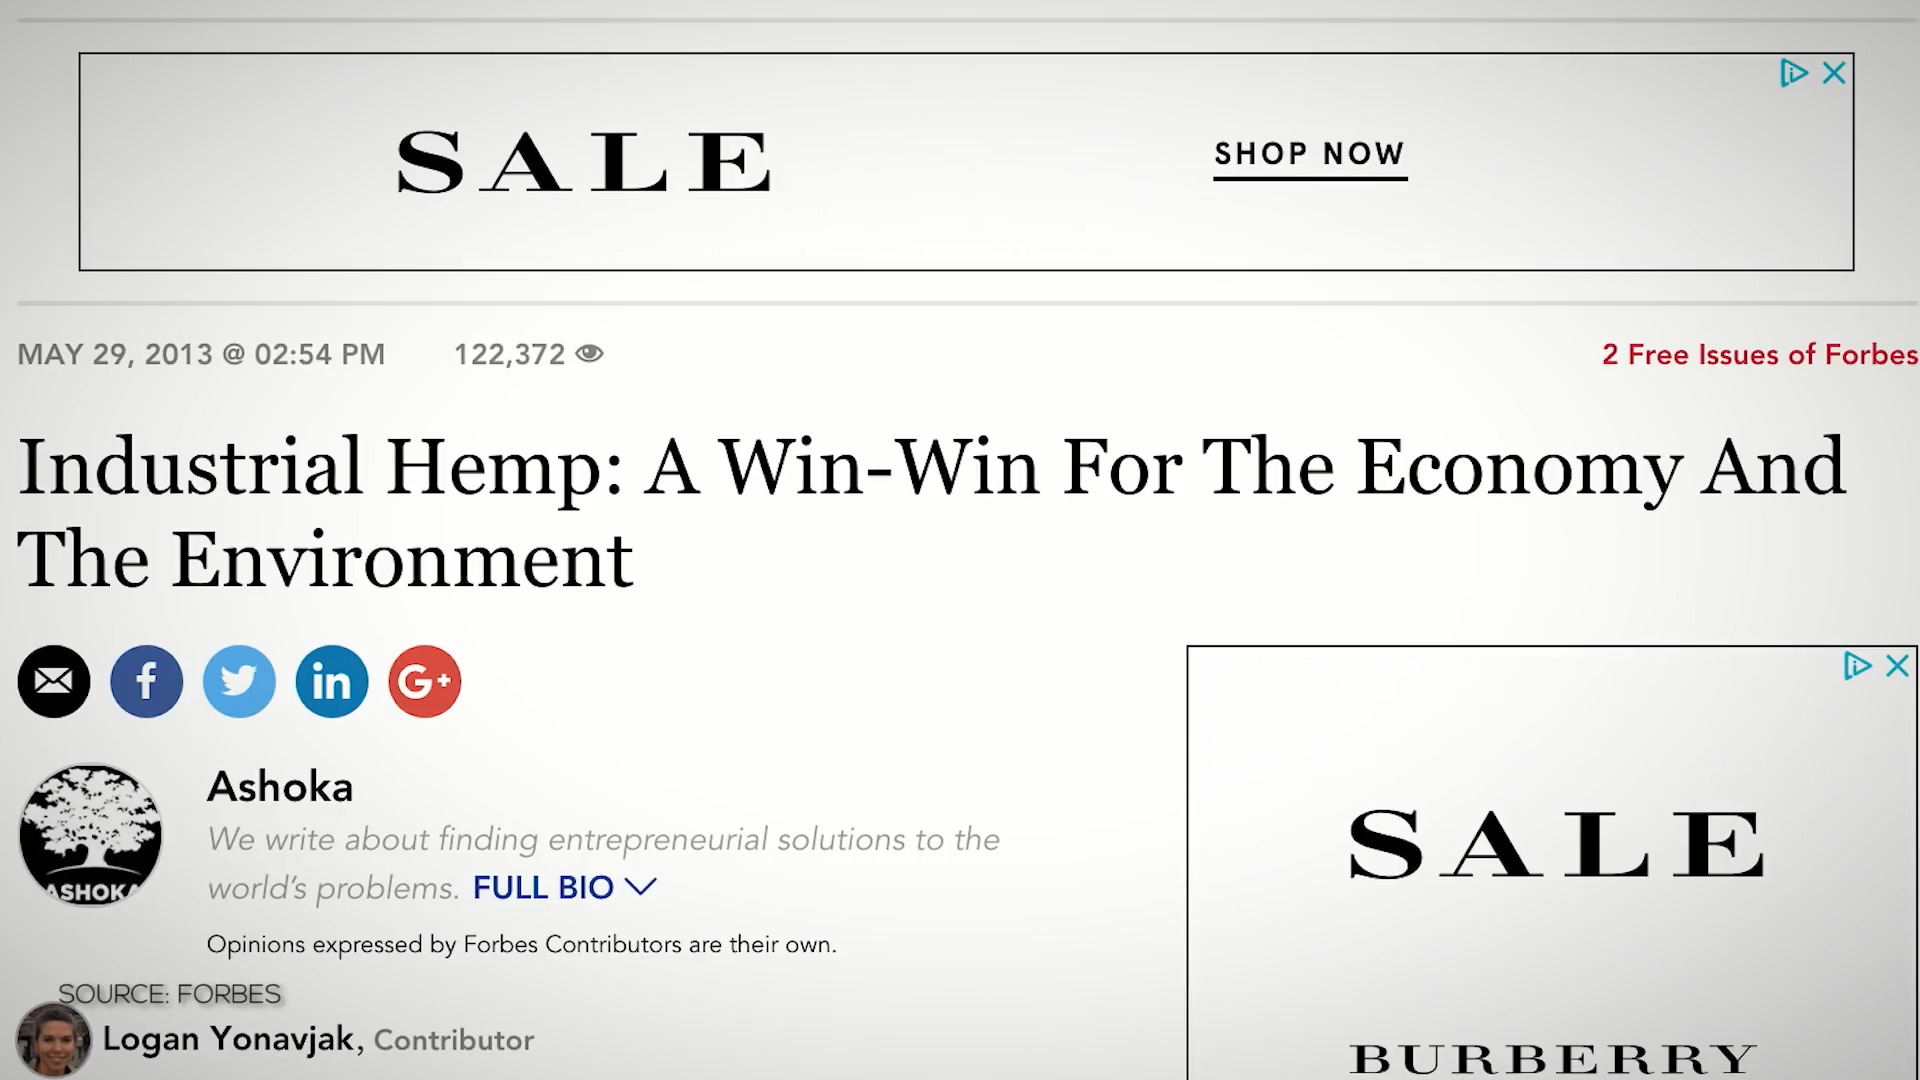 SALE
SHOP NOW
MAY 29, 2013 @ 02:54 PM 122,372
2 Free Issues of Forbes
Industrial Hemp: A Win-Win For The Economy And
The Environment
f in G+
ASHOKA
Ashoka
We write about finding entrepreneurial solutions to the
world's problems. FULL BIO
Opinions expressed by Forbes Contributors are their own.
SOURCE: FORBES
Logan Yonavjak, Contributor
SALE
BURBERRY